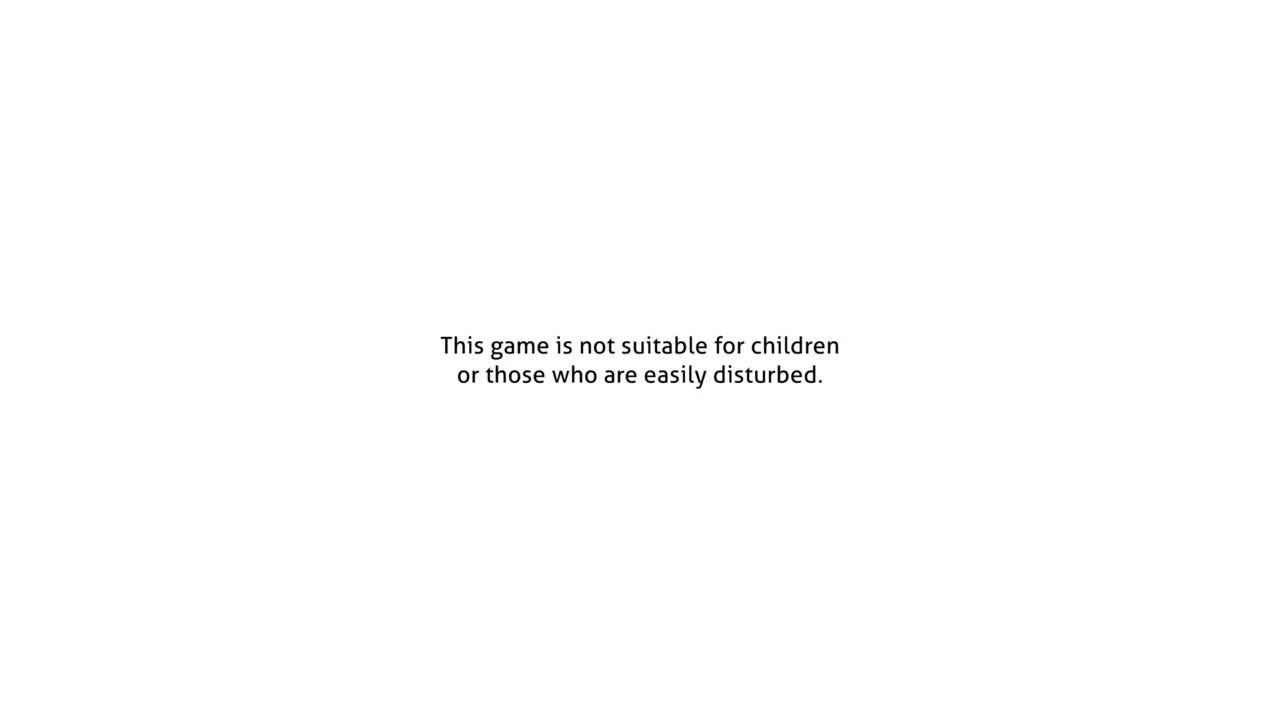 This game is not suitable for children
or those who are easily disturbed.